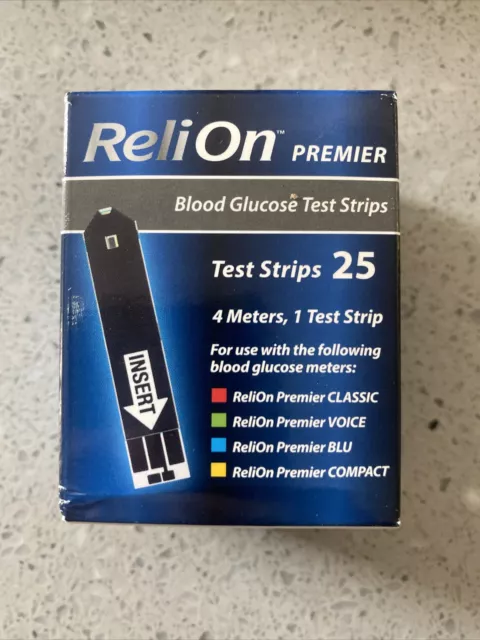 ReliOn™ PREMIER
Blood Glucose Test Strips
Test Strips 25
4 Meters, 1 Test Strip
For use with the following
blood glucose meters:
ReliOn Premier CLASSIC
ReliOn Premier VOICE
ReliOn Premier BLU
ReliOn Premier COMPACT
INSERT